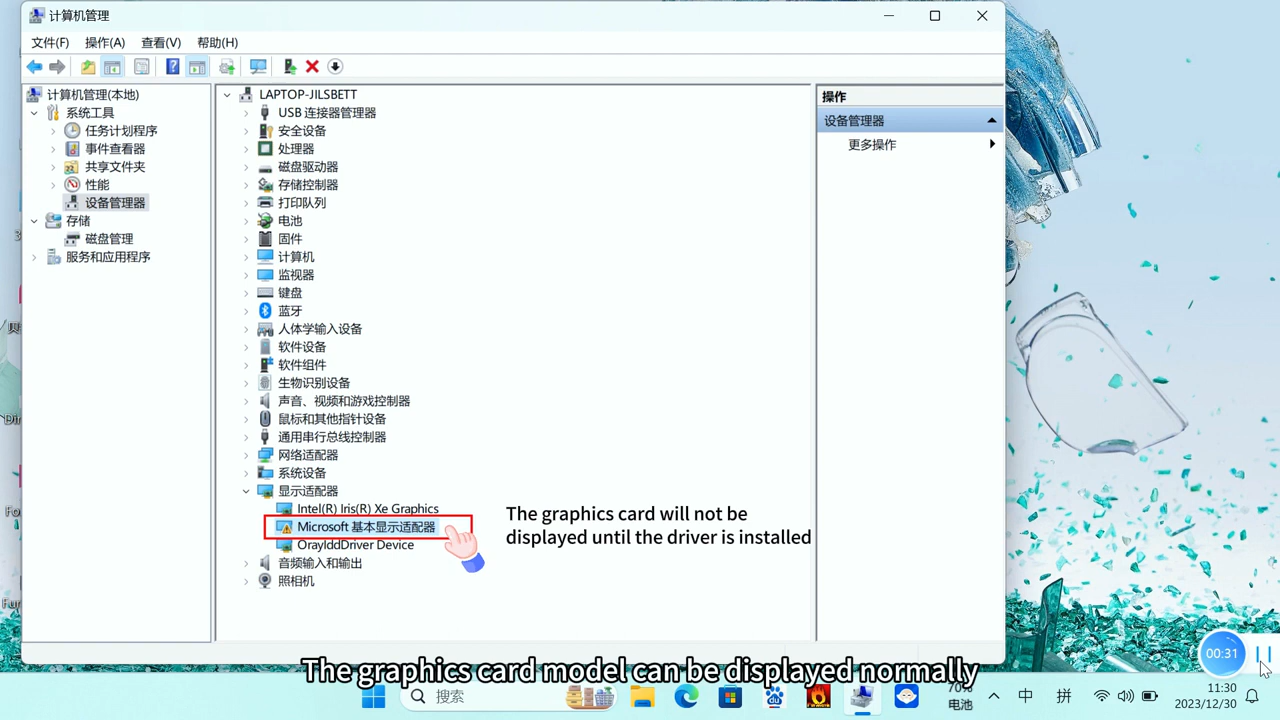 计算机管理
文件(F) 操作(A) 查看(V) 帮助(H)
计算机管理(本地)
系统工具
任务计划程序
事件查看器
共享文件夹
性能
设备管理器
存储
磁盘管理
服务和应用程序
LAPTOP-JILSBETT
USB 连接器管理器
安全设备
处理器
磁盘驱动器
存储控制器
打印队列
电池
固件
计算机
监视器
键盘
蓝牙
人体学输入设备
软件设备
软件组件
生物识别设备
声音、视频和游戏控制器
鼠标和其他指针设备
通用串行总线控制器
网络适配器
系统设备
显示适配器
Intel(R) Iris(R) Xe Graphics
Microsoft 基本显示适配器
OrayIddDriver Device
音频输入和输出
照相机
The graphics card will not be
displayed until the driver is installed
操作
设备管理器
更多操作
The graphics card model can be displayed normally
00:31
搜索
70%
电池
中
拼
11:30
2023/12/30